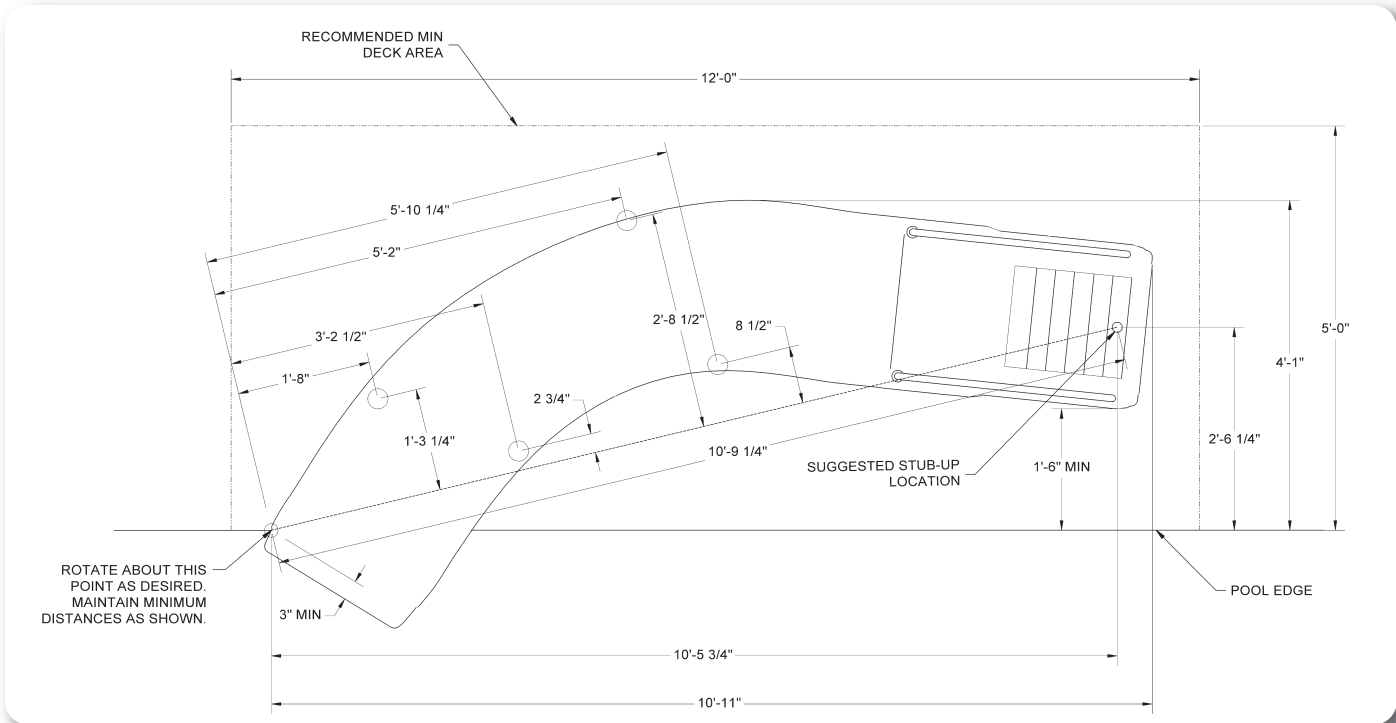 RECOMMENDED MIN
DECK AREA
12'-0"
5'-10 1/4"
5'-2"
3'-2 1/2"
1'-8"
2'-8 1/2"
8 1/2"
5'-0"
4'-1"
2 3/4"
1'-3 1/4"
10'-9 1/4"
2'-6 1/4"
SUGGESTED STUB-UP
LOCATION
1'-6" MIN
ROTATE ABOUT THIS
POINT AS DESIRED.
MAINTAIN MINIMUM
DISTANCES AS SHOWN.
3" MIN
POOL EDGE
10'-5 3/4"
10'-11"